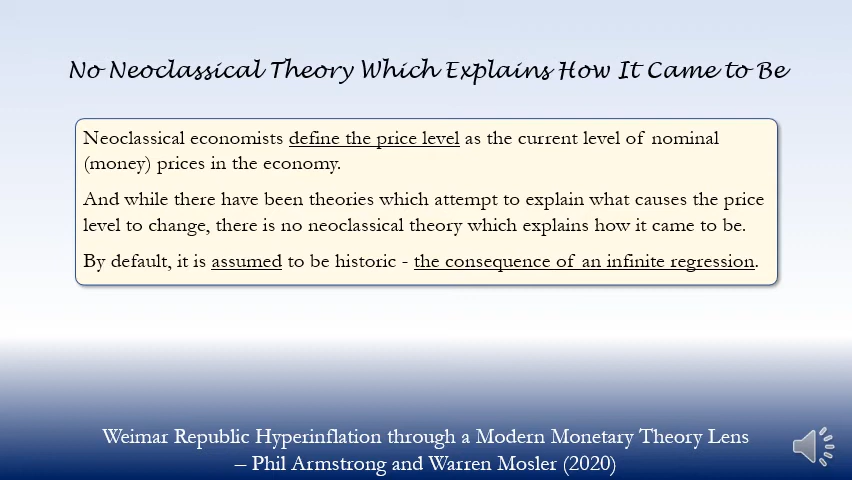 No Neoclassical Theory Which Explains How It Came to Be
Neoclassical economists define the price level as the current level of nominal
(money) prices in the economy.
And while there have been theories which attempt to explain what causes the price
level to change, there is no neoclassical theory which explains how it came to be.
By default, it is assumed to be historic - the consequence of an infinite regression.
Weimar Republic Hyperinflation through a Modern Monetary Theory Lens
– Phil Armstrong and Warren Mosler (2020)